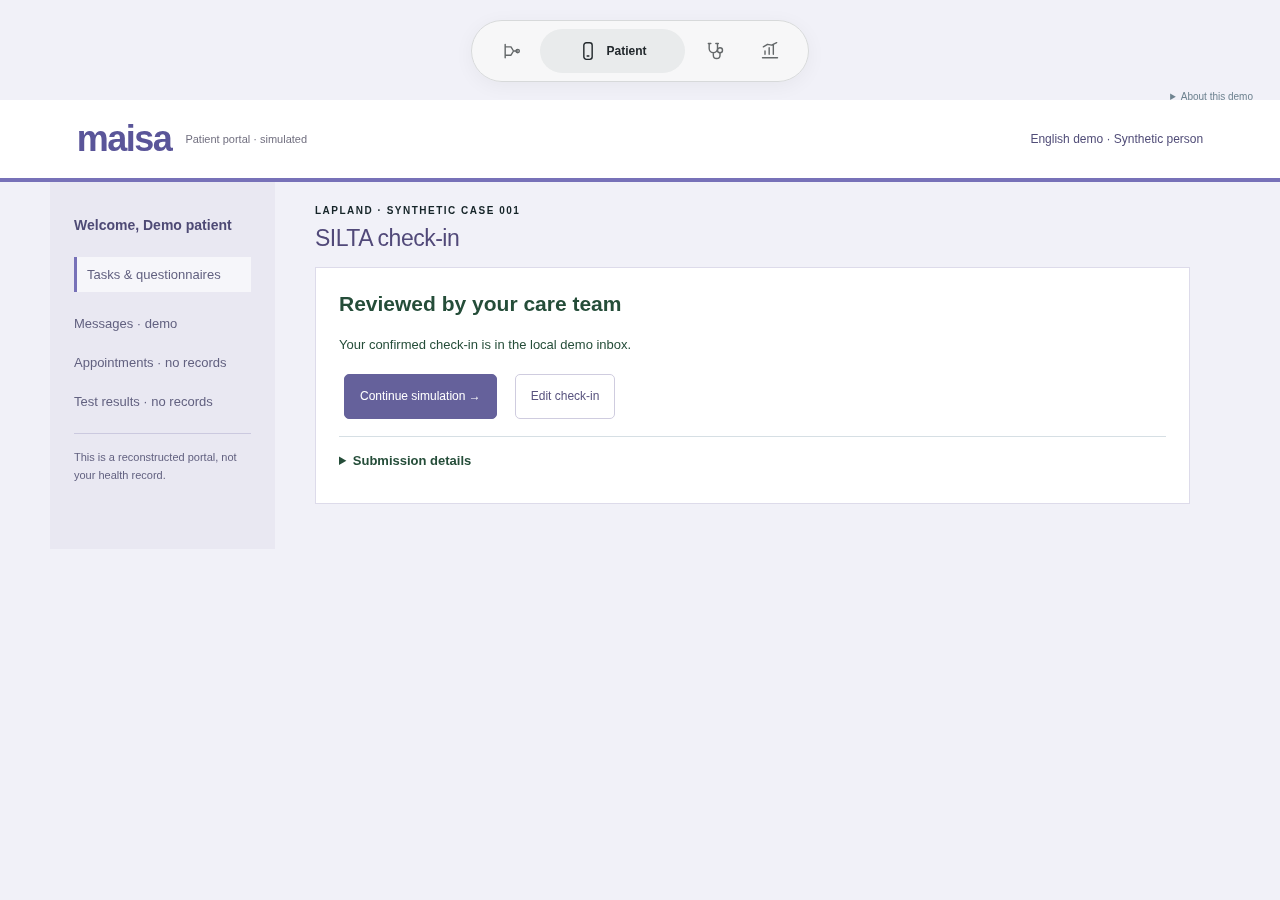 Patient
About this demo
maisa
Patient portal · simulated
English demo · Synthetic person
Welcome, Demo patient
Tasks & questionnaires
Messages · demo
Appointments · no records
Test results · no records
This is a reconstructed portal, not
your health record.
LAPLAND · SYNTHETIC CASE 001
SILTA check-in
Reviewed by your care team
Your confirmed check-in is in the local demo inbox.
Continue simulation →
Edit check-in
Submission details